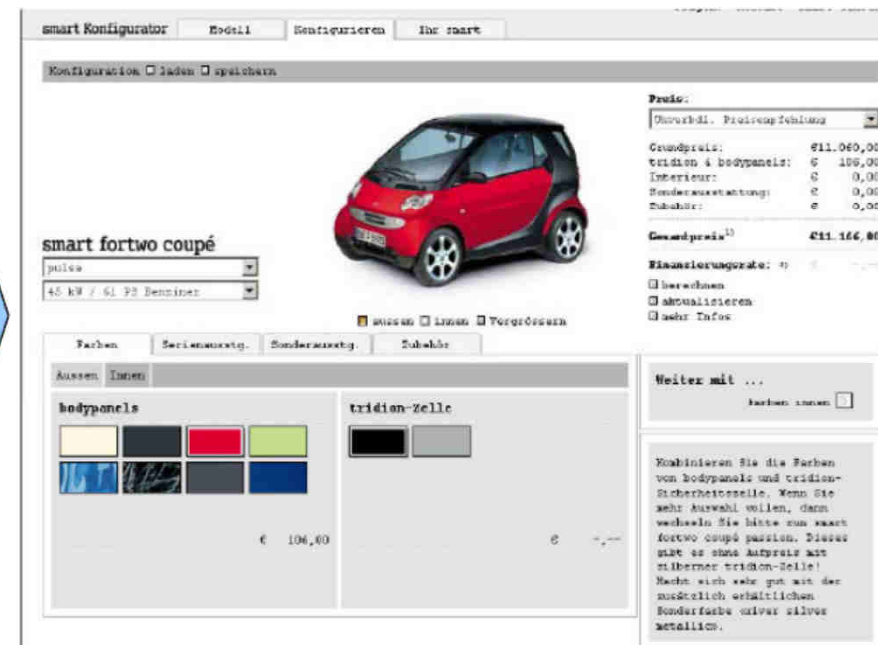 smart Konfigurator
Modell
Konfigurieren
Ihr smart
Konfiguration laden speichern
Preis:
Unverbdl. Preisempfehlung
Grundpreis: €11.060,00
tridion & bodypanels: € 106,00
Interieur: € 0,00
Sonderausstattung: € 0,00
Zubehör: € 0,00
Gesamtpreis1) €11.166,00
Finanzierungsrate: € --,--
berechnen
aktualisieren
mehr Infos
smart fortwo coupé
pulse
45 kW / 61 PS Benziner
aussen innen Vergrössern
Farben
Serienausstg.
Sonderausstg.
Zubehör
Aussen Innen
bodypanels
€ 106,00
tridion-Zelle
€ -,--
Weiter mit ...
Farben innen
Kombinieren Sie die Farben
von bodypanels und tridion-
Sicherheitszelle. Wenn Sie
mehr Auswahl wollen, dann
wechseln Sie bitte zum smart
fortwo coupé passion. Dieses
gibt es ohne Aufpreis mit
silberner tridion-Zelle!
Macht sich sehr gut mit der
zusätzlich erhältlichen
Sonderfarbe river silver
metallic.